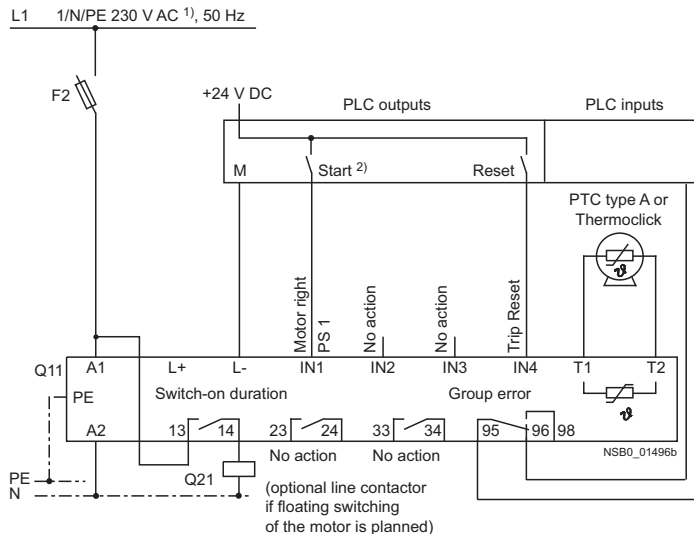 L1 1/N/PE 230 V AC 1), 50 Hz
F2
+24 V DC
PLC outputs
PLC inputs
M
Start 2)
Reset
PTC type A or
Thermoclick
ϑ
Motor right
PS 1
No action
No action
Trip Reset
Q11
A1
L+
L-
IN1
IN2
IN3
IN4
T1
T2
PE
Switch-on duration
Group error
ϑ
A2
13
14
23
24
33
34
95
96
98
No action
No action
NSB0_01496b
PE
N
Q21
(optional line contactor
if floating switching
of the motor is planned)